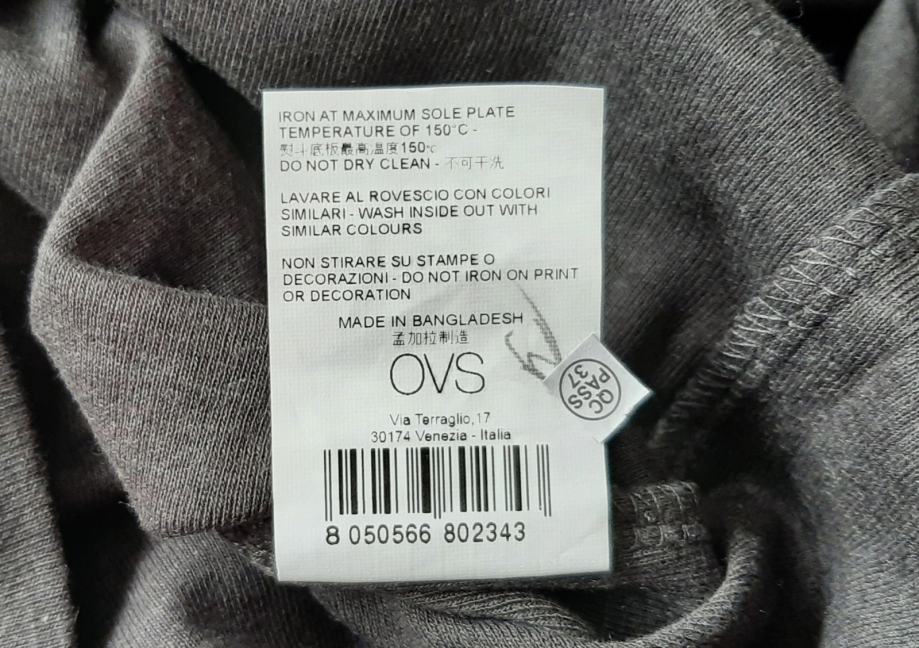 IRON AT MAXIMUM SOLE PLATE
TEMPERATURE OF 150°C -
熨斗底板最高温度150℃
DO NOT DRY CLEAN - 不可干洗
LAVARE AL ROVESCIO CON COLORI
SIMILARI - WASH INSIDE OUT WITH
SIMILAR COLOURS
NON STIRARE SU STAMPE O
DECORAZIONI - DO NOT IRON ON PRINT
OR DECORATION
MADE IN BANGLADESH
孟加拉制造
OVS
QC
PASS
37
Via Terraglio,17
30174 Venezia - Italia
8 050566 802343